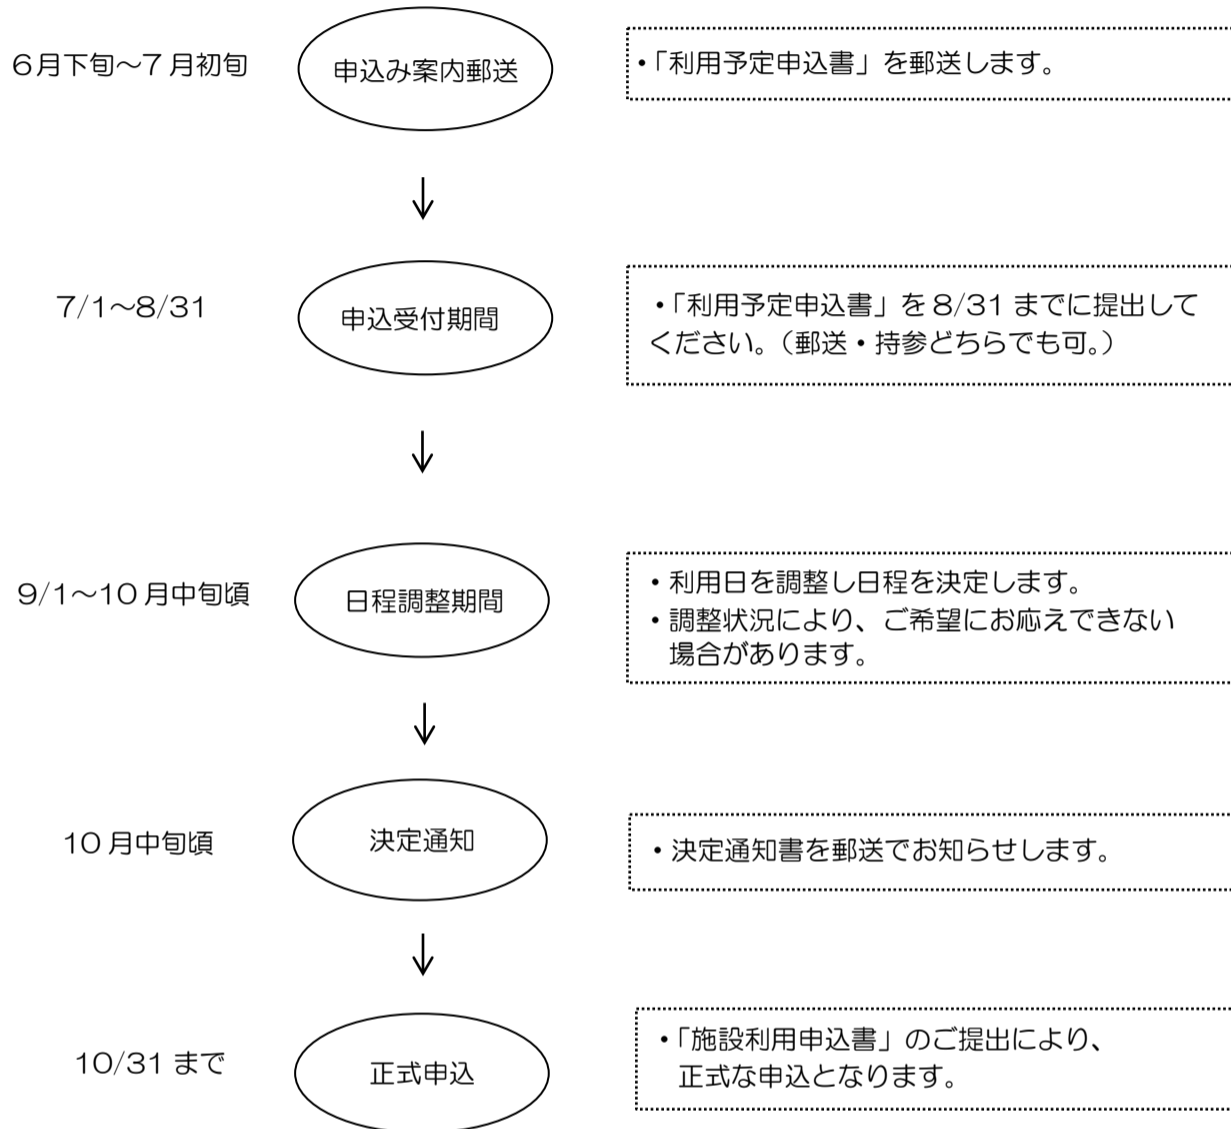 6月下旬~7月初旬
申込み案内郵送
・「利用予定申込書」を郵送します。
↓
7/1~8/31
申込受付期間
・「利用予定申込書」を8/31 までに提出して
ください。(郵送・持参どちらでも可。)
↓
9/1~10月中旬頃
日程調整期間
・利用日を調整し日程を決定します。
・調整状況により、ご希望にお応えできない
場合があります。
↓
10月中旬頃
決定通知
・決定通知書を郵送でお知らせします。
↓
10/31 まで
正式申込
・「施設利用申込書」のご提出により、
正式な申込となります。